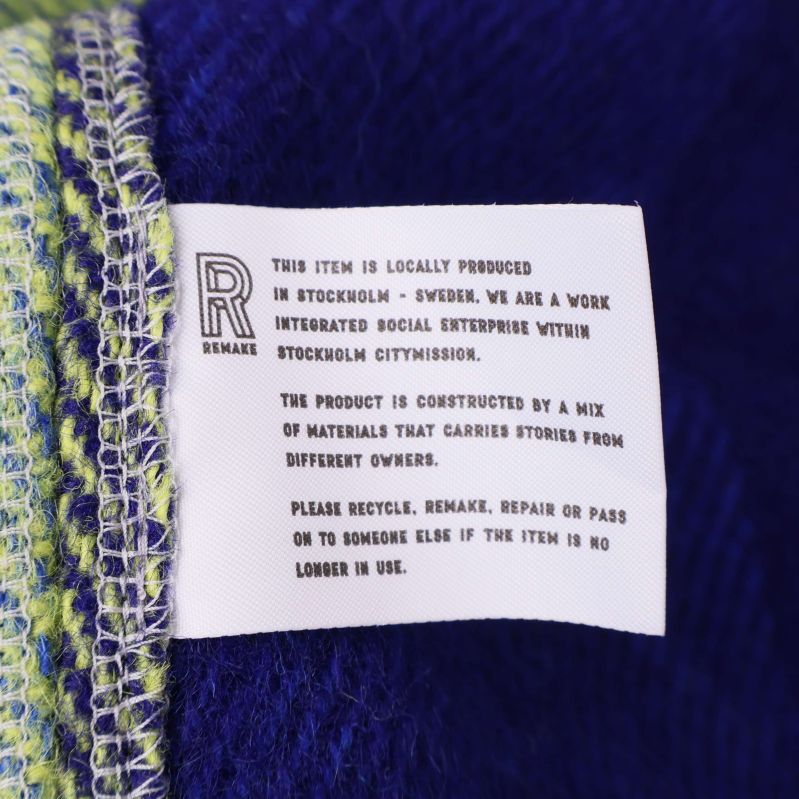 R
REMAKE
THIS ITEM IS LOCALLY PRODUCED
IN STOCKHOLM - SWEDEN. WE ARE A WORK
INTEGRATED SOCIAL ENTERPRISE WITHIN
STOCKHOLM CITYMISSION.
THE PRODUCT IS CONSTRUCTED BY A MIX
OF MATERIALS THAT CARRIES STORIES FROM
DIFFERENT OWNERS.
PLEASE RECYCLE, REMAKE, REPAIR OR PASS
ON TO SOMEONE ELSE IF THE ITEM IS NO
LONGER IN USE.